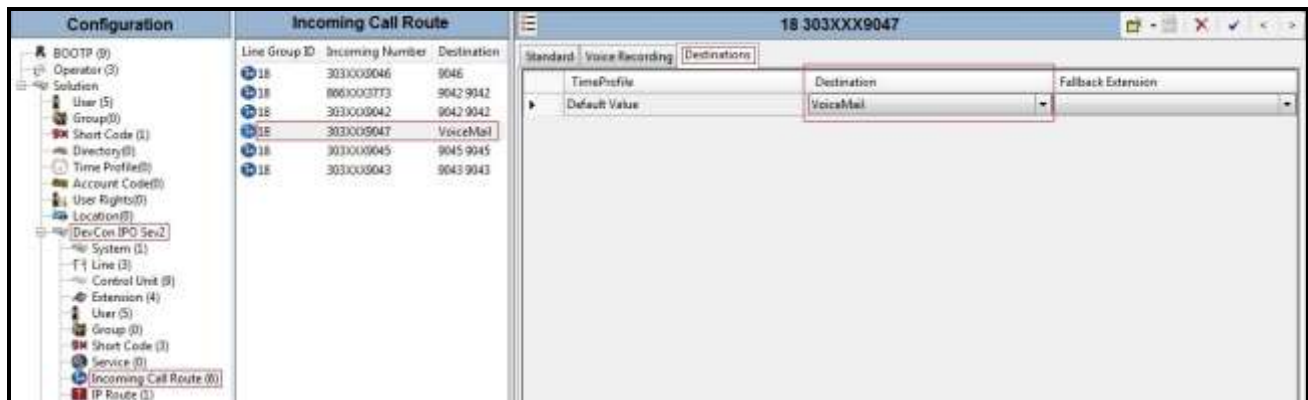 Configuration
BOOTP (9)
Operator (3)
Solution
User (5)
Group(0)
Short Code (1)
Directory(0)
Time Profile(0)
Account Code(0)
User Rights(0)
Location(0)
DevCon IPO Sev2
System (1)
Line (3)
Control Unit (9)
Extension (4)
User (5)
Group (0)
Short Code (3)
Service (0)
Incoming Call Route (6)
IP Route (1)
Incoming Call Route
Line Group ID Incoming Number Destination
18 303XXX9046 9046
18 866XXX3773 9042 9042
18 303XXX9042 9042 9042
18 303XXX9047 VoiceMail
18 303XXX9045 9045 9045
18 303XXX9043 9043 9043
18 303XXX9047
Standard Voice Recording Destinations
TimeProfile Destination Fallback Extension
Default Value VoiceMail